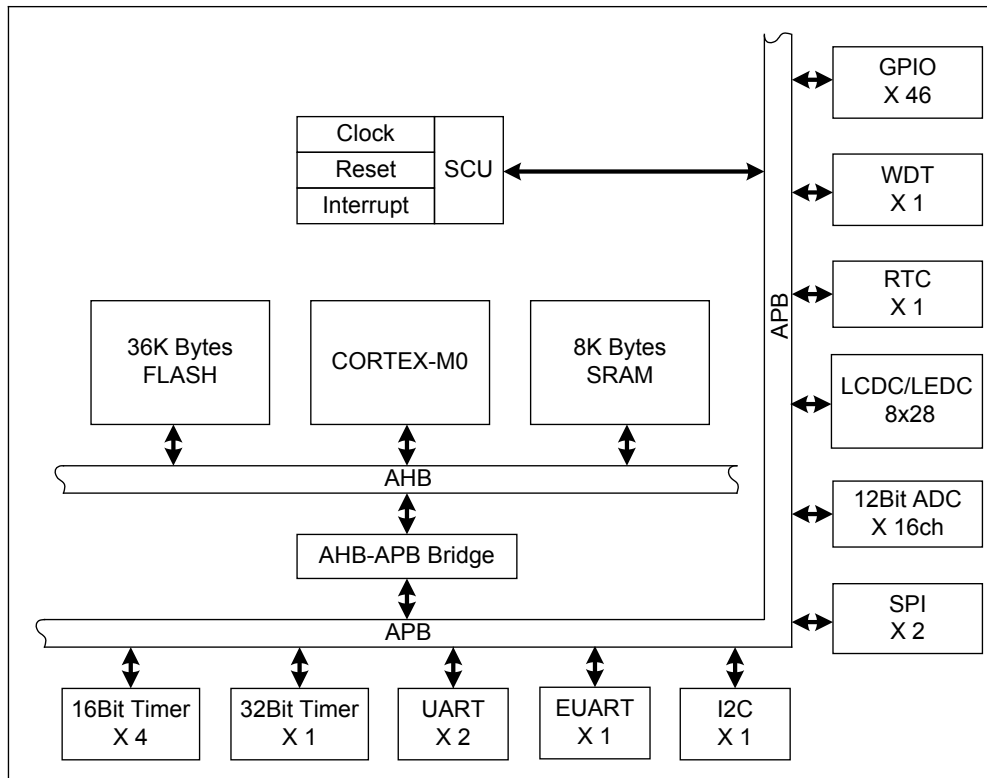 GPIO
X 46
Clock
Reset
Interrupt
SCU
WDT
X 1
RTC
X 1
APB
36K Bytes
FLASH
CORTEX-M0
8K Bytes
SRAM
LCDC/LEDC
8x28
AHB
12Bit ADC
X 16ch
AHB-APB Bridge
SPI
X 2
APB
16Bit Timer
X 4
32Bit Timer
X 1
UART
X 2
EUART
X 1
I2C
X 1